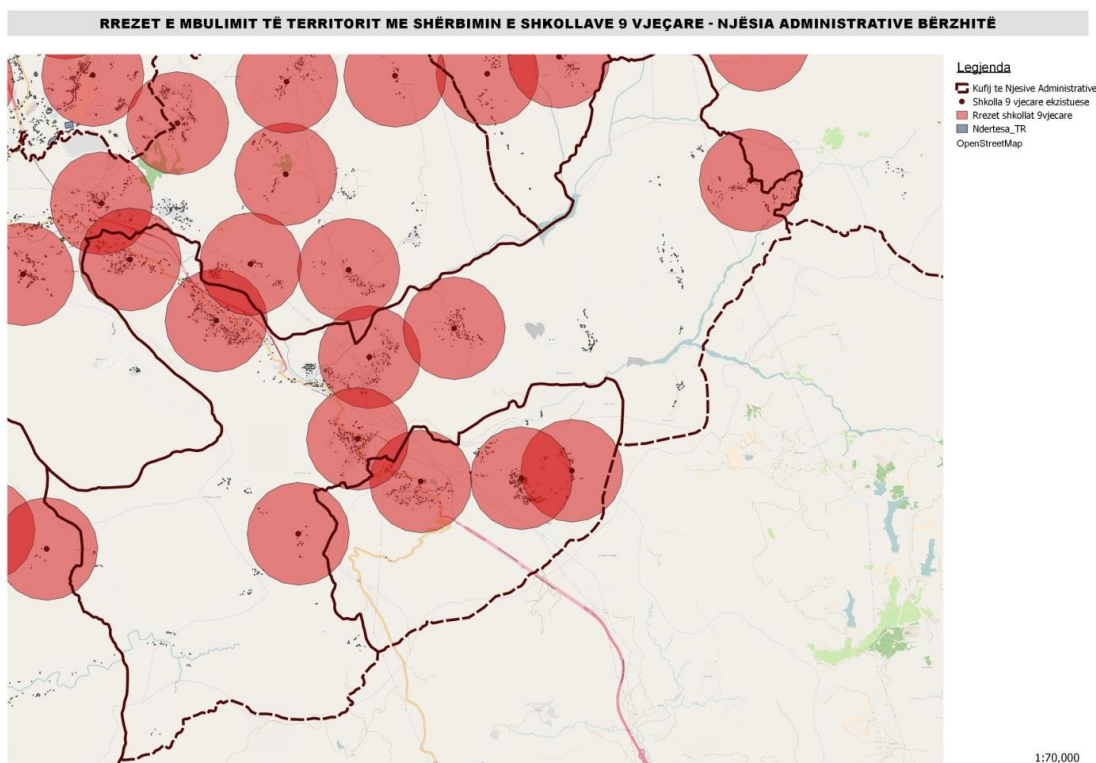 RREZET E MBULIMIT TË TERRITORIT ME SHËRBIMIN E SHKOLLAVE 9 VJEÇARE - NJËSIA ADMINISTRATIVE BËRZHITË
Legjenda
Kufij te Njesive Administrative
Shkolla 9 vjecare ekzistuese
Rrezet shkollat 9vjecare
Ndertesa_TR
OpenStreetMap
1:70,000